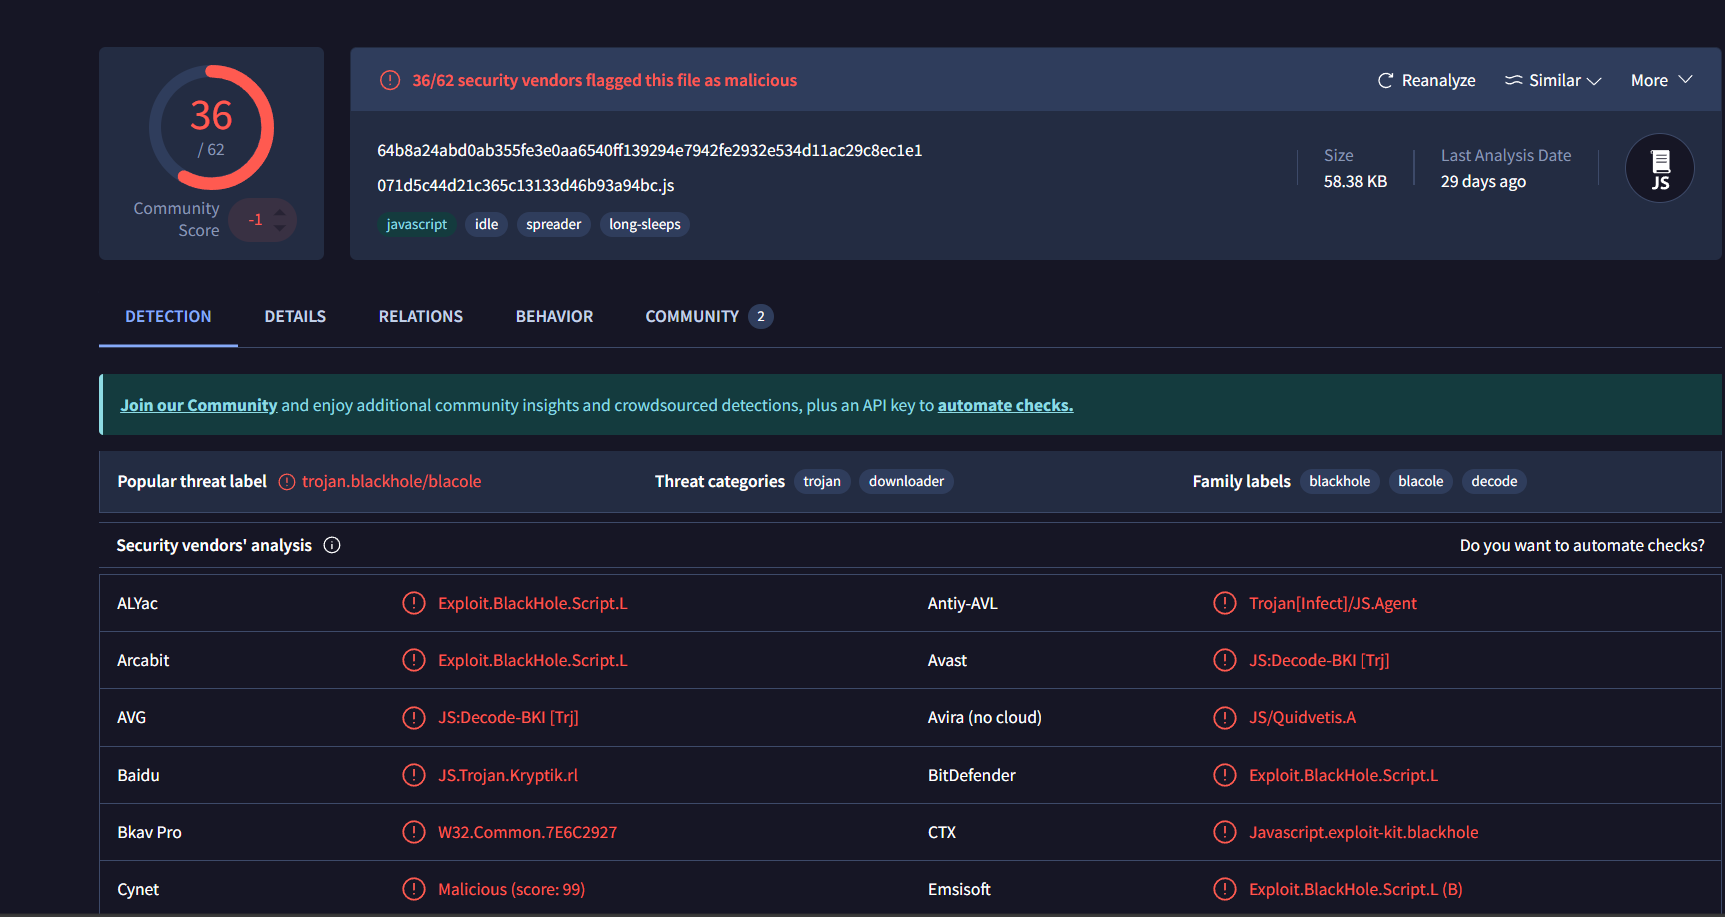 36
/ 62
Community
Score
-1
36/62 security vendors flagged this file as malicious
Reanalyze
Similar
More
64b8a24abd0ab355fe3e0aa6540ff139294e7942fe2932e534d11ac29c8ec1e1
071d5c44d21c365c13133d46b93a94bc.js
javascript idle spreader long-sleeps
Size
58.38 KB
Last Analysis Date
29 days ago
JS
DETECTION DETAILS RELATIONS BEHAVIOR COMMUNITY 2
Join our Community and enjoy additional community insights and crowdsourced detections, plus an API key to automate checks.
Popular threat label trojan.blackhole/blacole Threat categories trojan downloader Family labels blackhole blacole decode
Security vendors' analysis Do you want to automate checks?
ALYac Exploit.BlackHole.Script.L Antiy-AVL Trojan[Infect]/JS.Agent
Arcabit Exploit.BlackHole.Script.L Avast JS:Decode-BKI [Trj]
AVG JS:Decode-BKI [Trj] Avira (no cloud) JS/Quidvetis.A
Baidu JS.Trojan.Kryptik.rl BitDefender Exploit.BlackHole.Script.L
Bkav Pro W32.Common.7E6C2927 CTX Javascript.exploit-kit.blackhole
Cynet Malicious (score: 99) Emsisoft Exploit.BlackHole.Script.L (B)